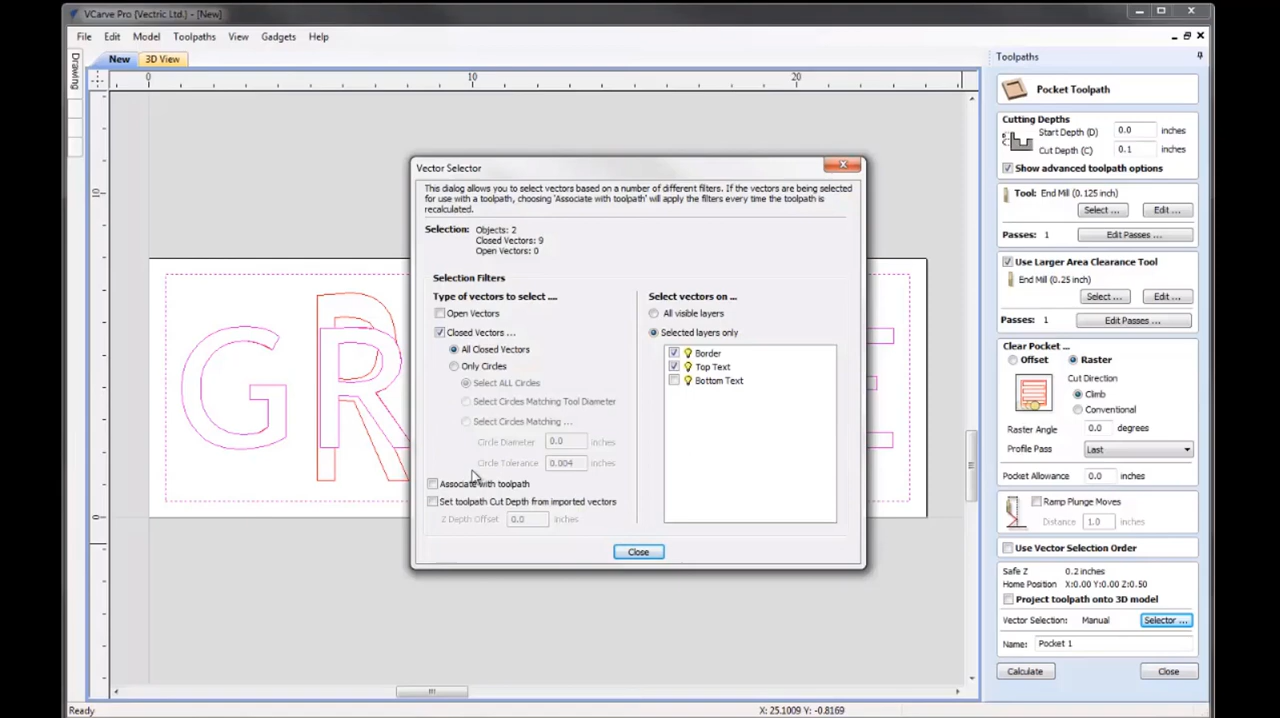 VCarve Pro {Vectric Ltd.} - [New]
File Edit Model Toolpaths View Gadgets Help
Drawing
New 3D View
0 10 20
10
0
G R E
R
Vector Selector
This dialog allows you to select vectors based on a number of different filters. If the vectors are being selected
for use with a toolpath, choosing 'Associate with toolpath' will apply the filters every time the toolpath is
recalculated.
Selection: Objects: 2
Closed Vectors: 9
Open Vectors: 0
Selection Filters
Type of vectors to select ....
Open Vectors
Closed Vectors ...
All Closed Vectors
Only Circles
Select ALL Circles
Select Circles Matching Tool Diameter
Select Circles Matching ...
Circle Diameter 0.0 inches
Circle Tolerance 0.004 inches
Associate with toolpath
Set toolpath Cut Depth from imported vectors
Z Depth Offset 0.0 inches
Select vectors on ...
All visible layers
Selected layers only
Border
Top Text
Bottom Text
Close
Toolpaths
Pocket Toolpath
Cutting Depths
Start Depth (D) 0.0 inches
Cut Depth (C) 0.1 inches
Show advanced toolpath options
Tool: End Mill (0.125 inch)
Select ... Edit ...
Passes: 1 Edit Passes ...
Use Larger Area Clearance Tool
End Mill (0.25 inch)
Select ... Edit ...
Passes: 1 Edit Passes ...
Clear Pocket ...
Offset Raster
Cut Direction
Climb
Conventional
Raster Angle 0.0 degrees
Profile Pass Last
Pocket Allowance 0.0 inches
Ramp Plunge Moves
Distance 1.0 inches
Use Vector Selection Order
Safe Z 0.2 inches
Home Position X:0.00 Y:0.00 Z:0.50
Project toolpath onto 3D model
Vector Selection: Manual Selector ...
Name: Pocket 1
Calculate Close
Ready X: 25.1009 Y: -0.8169